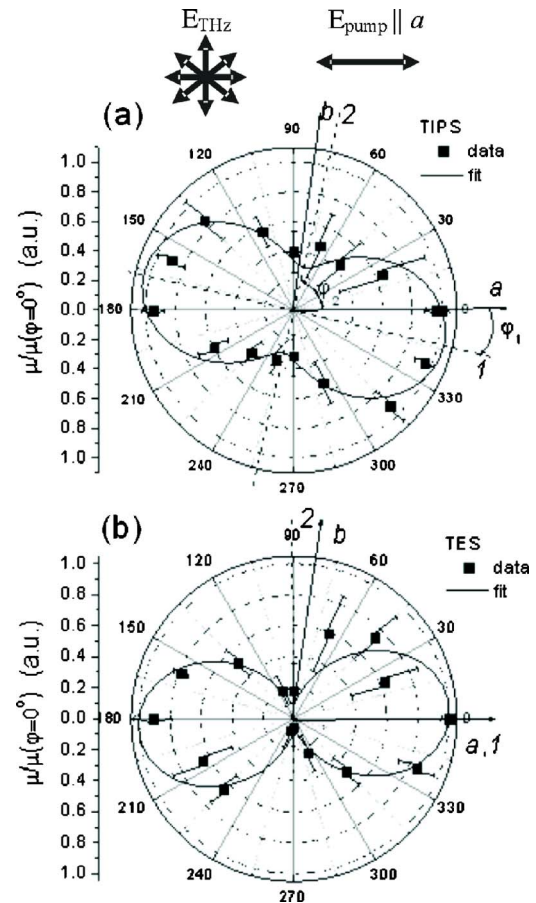 E_THz E_pump || a
(a)
b 2
TIPS
data
fit
90
120 60
150 30
180 0
210 330
240 300
270
1.0
0.8
0.6
0.4
0.2
0.0
0.2
0.4
0.6
0.8
1.0
μ/μ(φ=0°) (a.u.)
φ
a
φ₁
1
(b)
2 b
TES
data
fit
90
120 60
150 30
180 0
210 330
240 300
270
1.0
0.8
0.6
0.4
0.2
0.0
0.2
0.4
0.6
0.8
1.0
μ/μ(φ=0°) (a.u.)
a,1